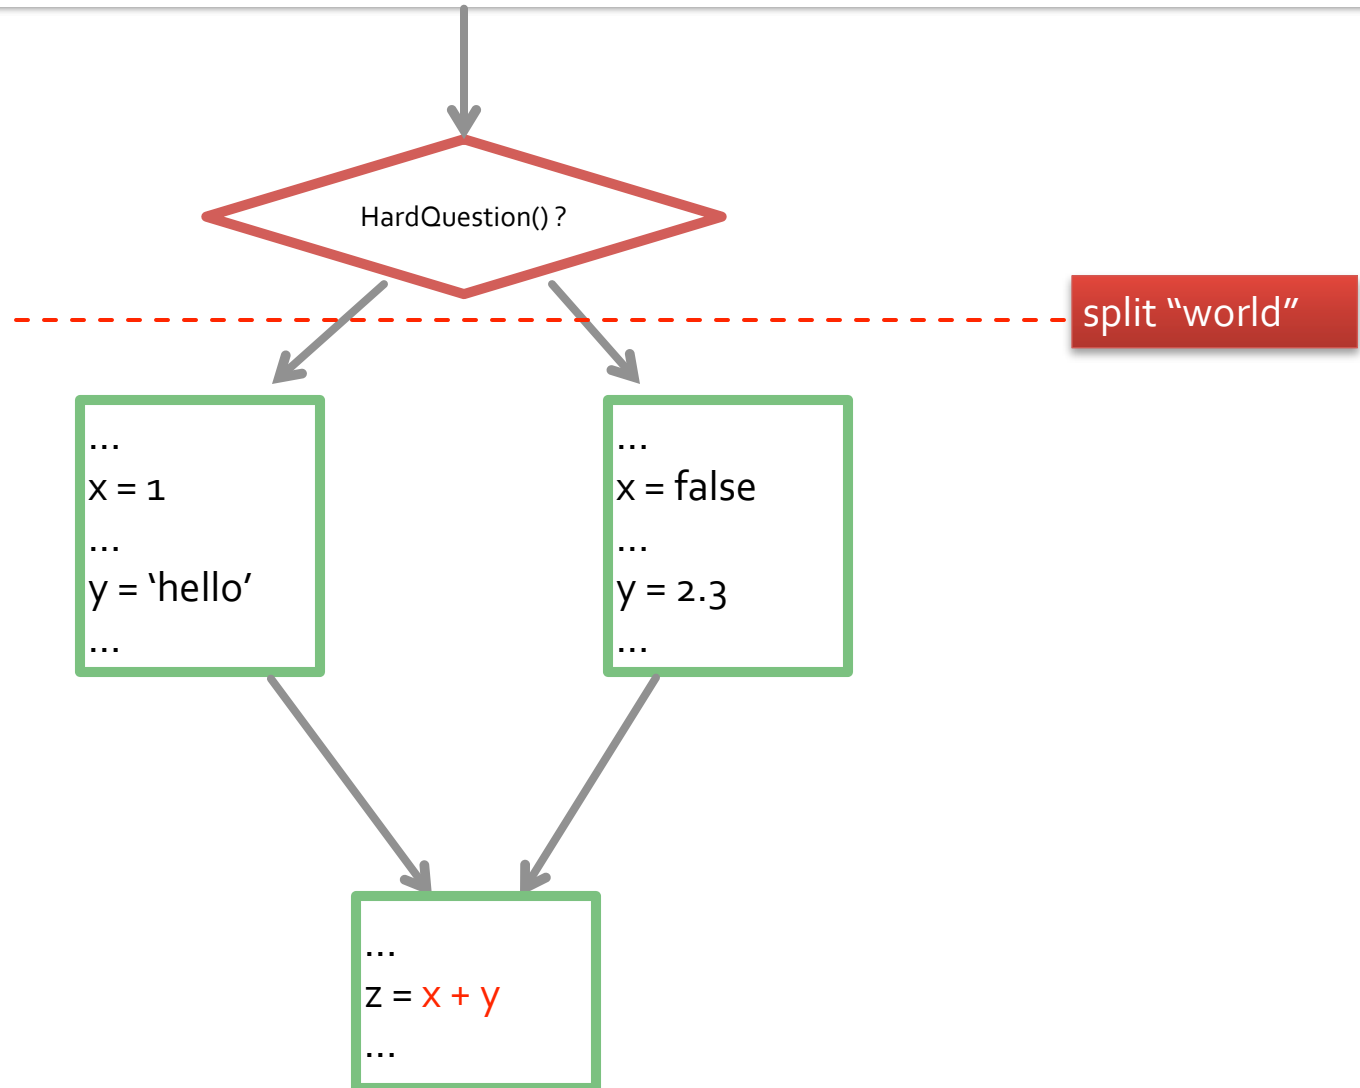 HardQuestion() ?
split “world”
...
x = 1
...
y = ‘hello’
...
...
x = false
...
y = 2.3
...
...
z = x + y
...